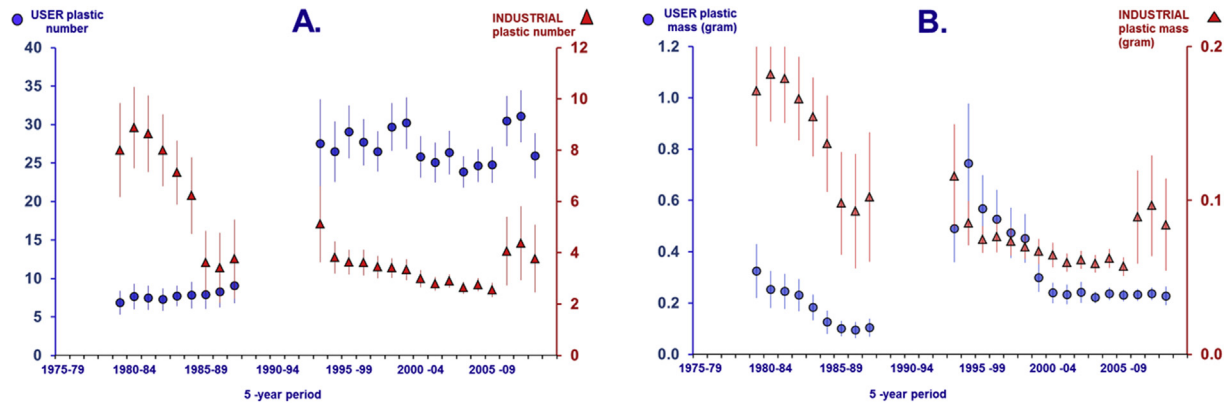 USER plastic
number
A.
INDUSTRIAL
plastic number
40
35
30
25
20
15
10
5
0
12
10
8
6
4
2
0
1975-79 1980-84 1985-89 1990-94 1995 -99 2000 -04 2005 -09
5 -year period
USER plastic
mass (gram)
B.
INDUSTRIAL
plastic mass
(gram)
1.2
1.0
0.8
0.6
0.4
0.2
0.0
0.2
0.1
0.0
1975-79 1980-84 1985-89 1990-94 1995 -99 2000 -04 2005 -09
5 -year period